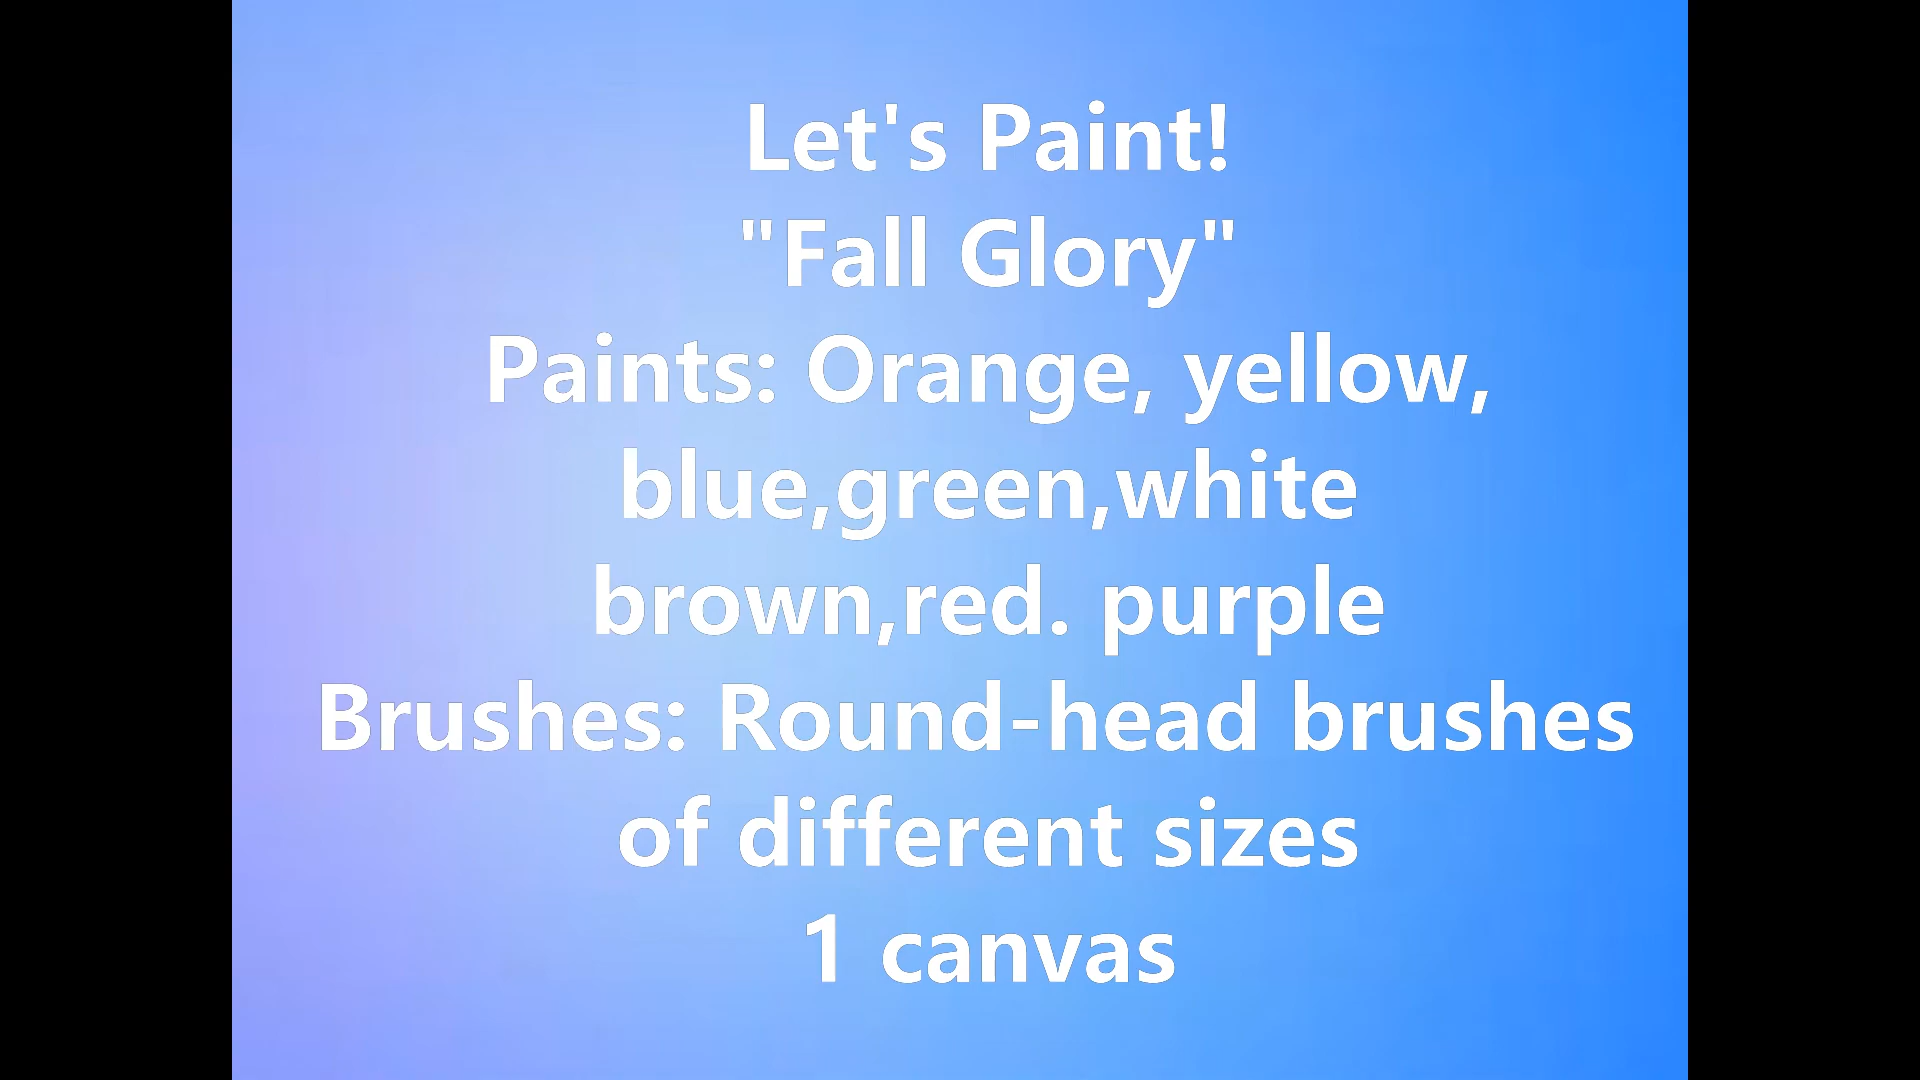 Let's Paint!
"Fall Glory"
Paints: Orange, yellow,
blue,green,white
brown,red. purple
Brushes: Round-head brushes
of different sizes
1 canvas